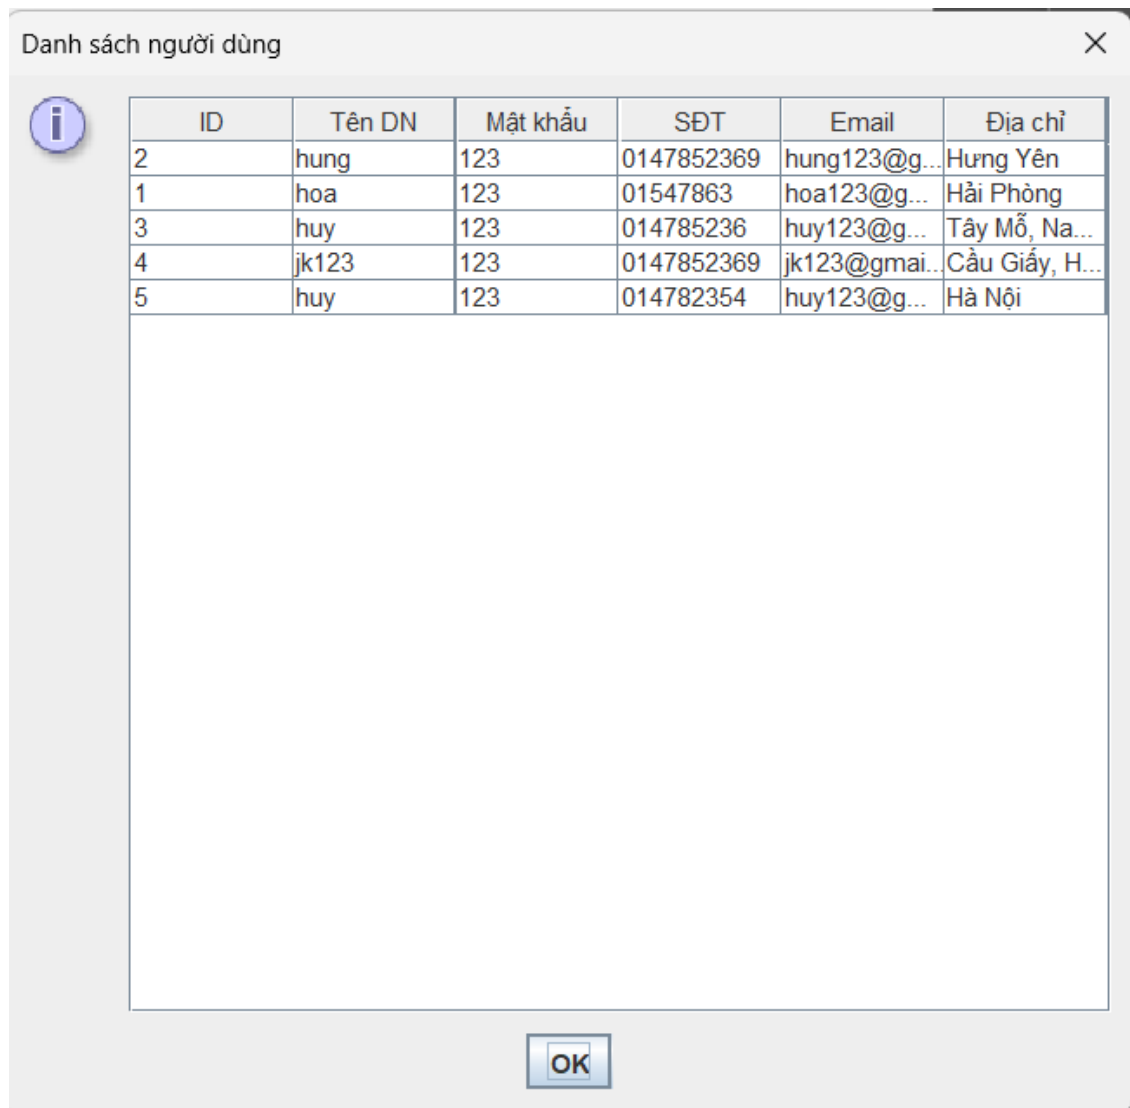 Danh sách người dùng
ID Tên DN Mật khẩu SĐT Email Địa chỉ
2 hung 123 0147852369 hung123@g... Hưng Yên
1 hoa 123 01547863 hoa123@g... Hải Phòng
3 huy 123 014785236 huy123@g... Tây Mỗ, Na...
4 jk123 123 0147852369 jk123@gmai... Cầu Giấy, H...
5 huy 123 014782354 huy123@g... Hà Nội
OK